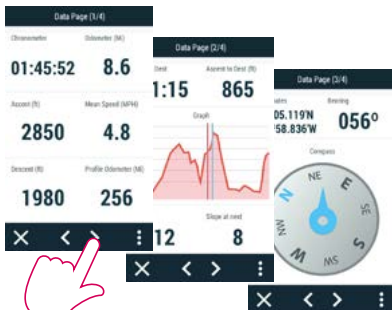 Data Page (1/4)
Chronometer Odometer (Mi)
01:45:52 8.6
Ascent (ft) Mean Speed (MPH)
2850 4.8
Descent (ft) Profile Odometer (Mi)
1980 256
Data Page (2/4)
Dest Ascent to Dest (ft)
1:15 865
Graph
Slope at next
12 8
Data Page (3/4)
Bearing
05.119'N 056º
58.836'W
Compass
N NE E SE S SW W NW